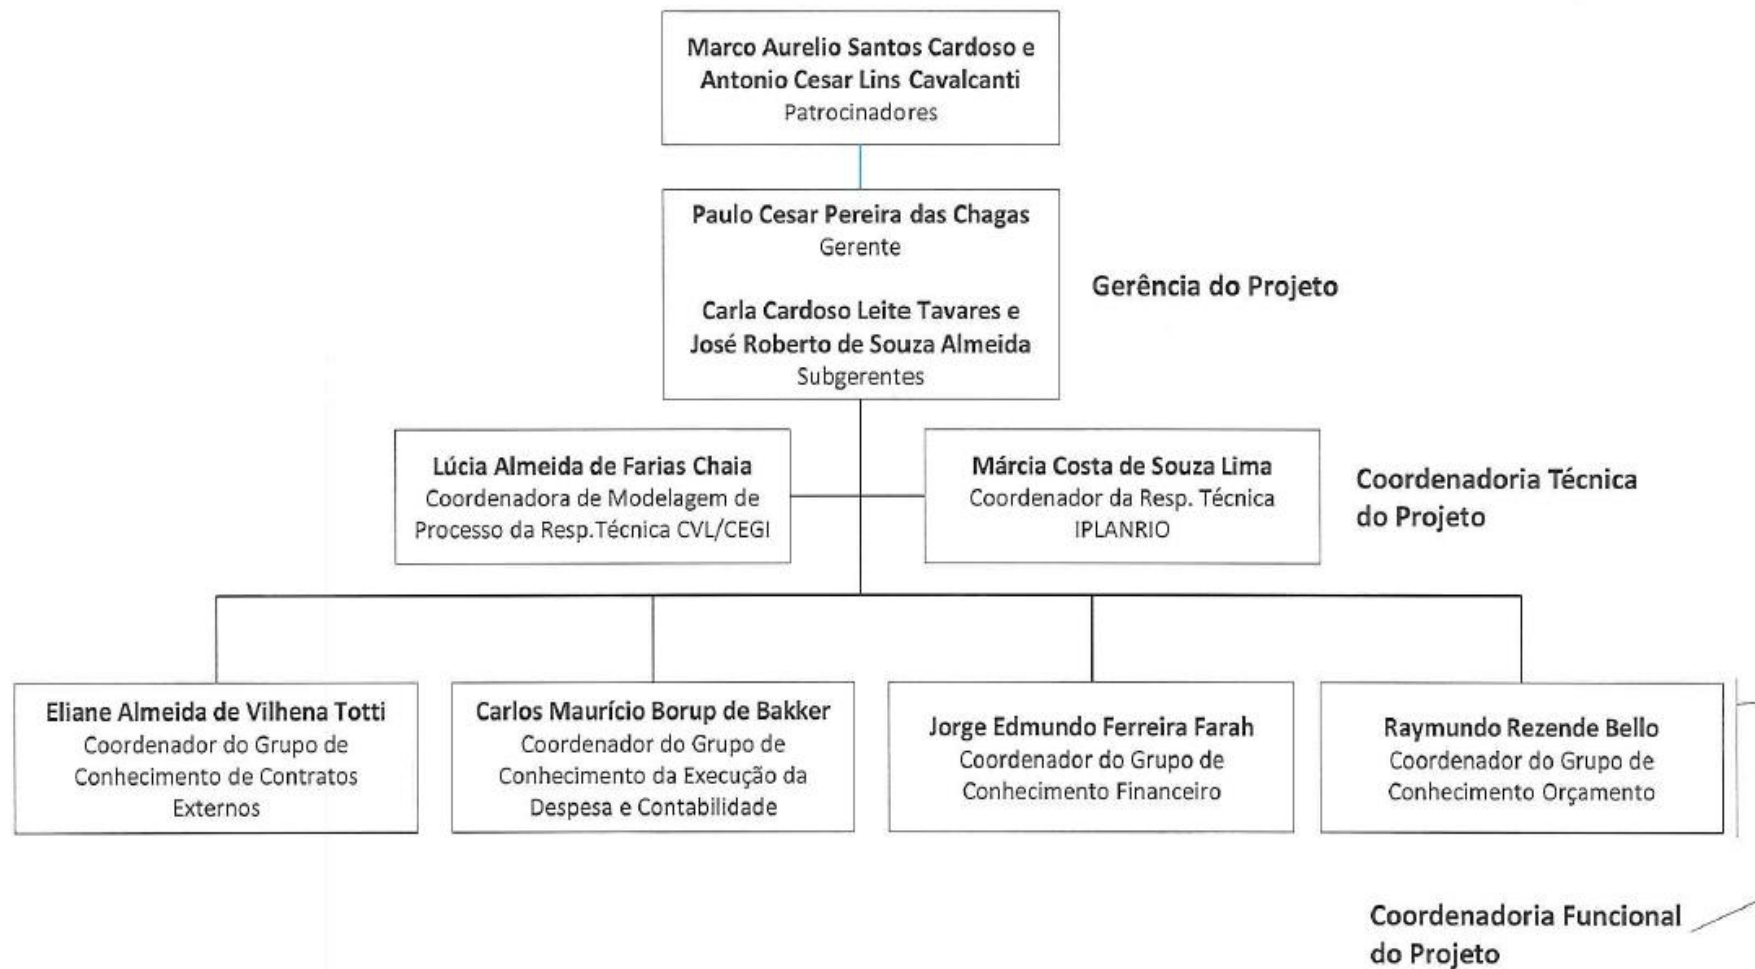 Marco Aurelio Santos Cardoso e
Antonio Cesar Lins Cavalcanti
Patrocinadores
Paulo Cesar Pereira das Chagas
Gerente
Carla Cardoso Leite Tavares e
José Roberto de Souza Almeida
Subgerentes
Gerência do Projeto
Lúcia Almeida de Farias Chaia
Coordenadora de Modelagem de
Processo da Resp.Técnica CVL/CEGI
Márcia Costa de Souza Lima
Coordenador da Resp. Técnica
IPLANRIO
Coordenadoria Técnica
do Projeto
Eliane Almeida de Vilhena Totti
Coordenador do Grupo de
Conhecimento de Contratos
Externos
Carlos Maurício Borup de Bakker
Coordenador do Grupo de
Conhecimento da Execução da
Despesa e Contabilidade
Jorge Edmundo Ferreira Farah
Coordenador do Grupo de
Conhecimento Financeiro
Raymundo Rezende Bello
Coordenador do Grupo de
Conhecimento Orçamento
Coordenadoria Funcional
do Projeto